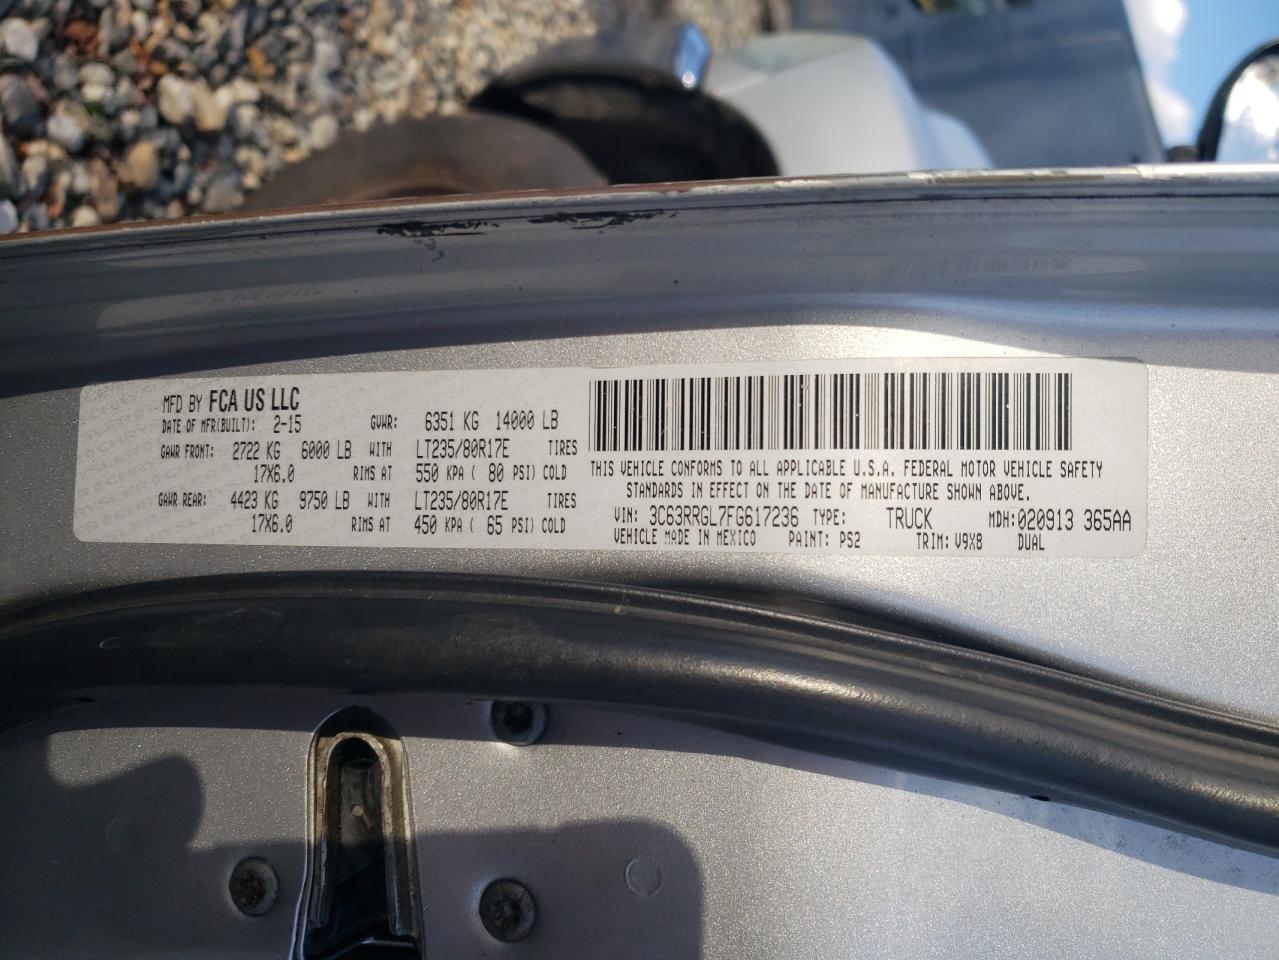 MFD BY FCA US LLC
DATE OF MFR(BUILT): 2-15 GVWR: 6351 KG 14000 LB
GAWR FRONT: 2722 KG 6000 LB WITH LT235/80R17E TIRES
17X6.0 RIMS AT 550 KPA ( 80 PSI) COLD
GAWR REAR: 4423 KG 9750 LB WITH LT235/80R17E TIRES
17X6.0 RIMS AT 450 KPA ( 65 PSI) COLD
THIS VEHICLE CONFORMS TO ALL APPLICABLE U.S.A. FEDERAL MOTOR VEHICLE SAFETY
STANDARDS IN EFFECT ON THE DATE OF MANUFACTURE SHOWN ABOVE.
VIN: 3C63RRGL7FG617236 TYPE: TRUCK MDH:020913 365AA
VEHICLE MADE IN MEXICO PAINT: PS2 TRIM: V9X8 DUAL